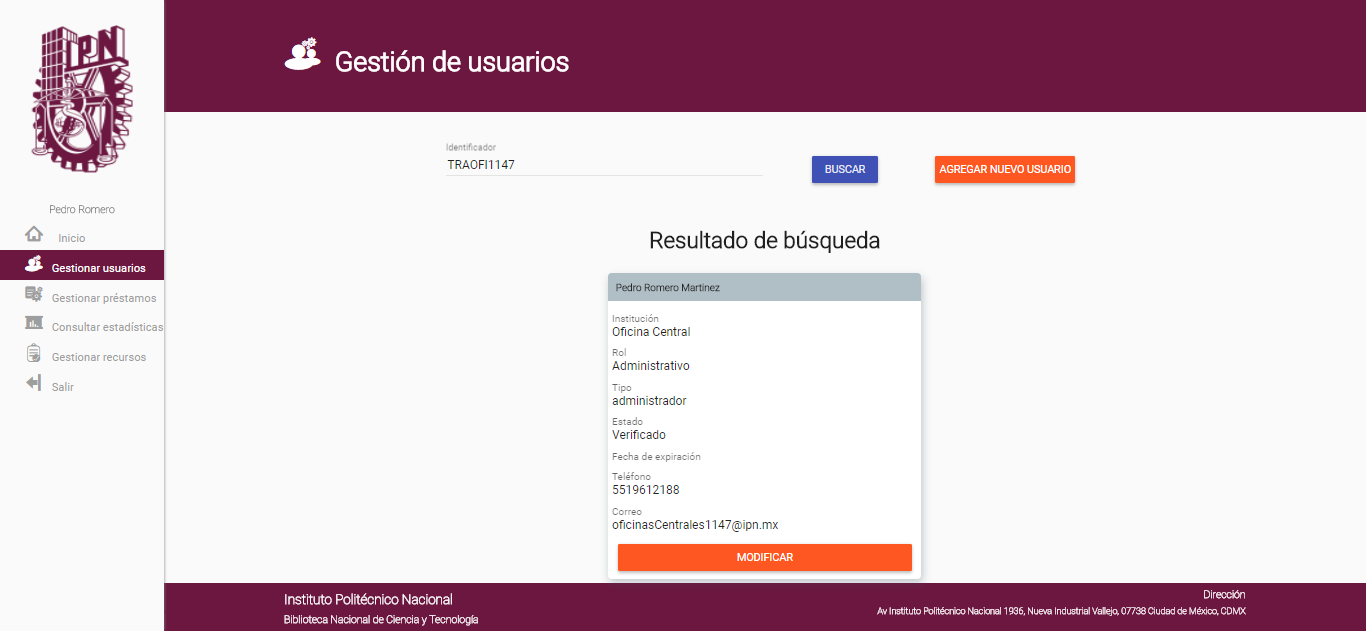 IPN
Gestión de usuarios
Pedro Romero
Inicio
Gestionar usuarios
Gestionar préstamos
Consultar estadísticas
Gestionar recursos
Salir
Identificador
TRAOFI1147
BUSCAR
AGREGAR NUEVO USUARIO
Resultado de búsqueda
Pedro Romero Martinez
Institución
Oficina Central
Rol
Administrativo
Tipo
administrador
Estado
Verificado
Fecha de expiración
Teléfono
5519612188
Correo
oficinasCentrales1147@ipn.mx
MODIFICAR
Instituto Politécnico Nacional
Biblioteca Nacional de Ciencia y Tecnología
Dirección
Av Instituto Politécnico Nacional 1936, Nueva Industrial Vallejo, 07738 Ciudad de México, CDMX